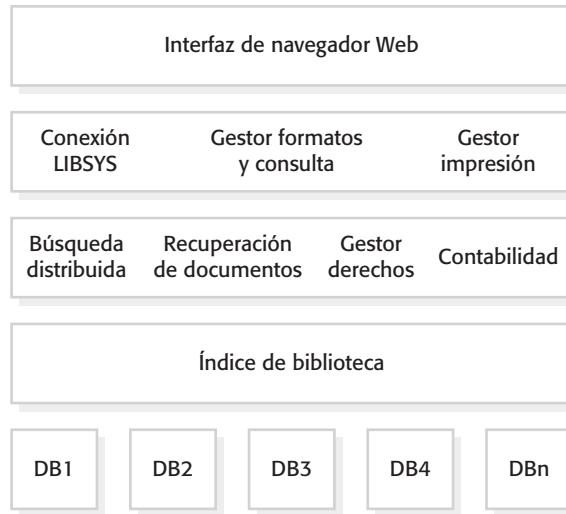 Interfaz de navegador Web
Conexión
LIBSYS
Gestor formatos
y consulta
Gestor
impresión
Búsqueda
distribuida
Recuperación
de documentos
Gestor
derechos
Contabilidad
Índice de biblioteca
DB1
DB2
DB3
DB4
DBn